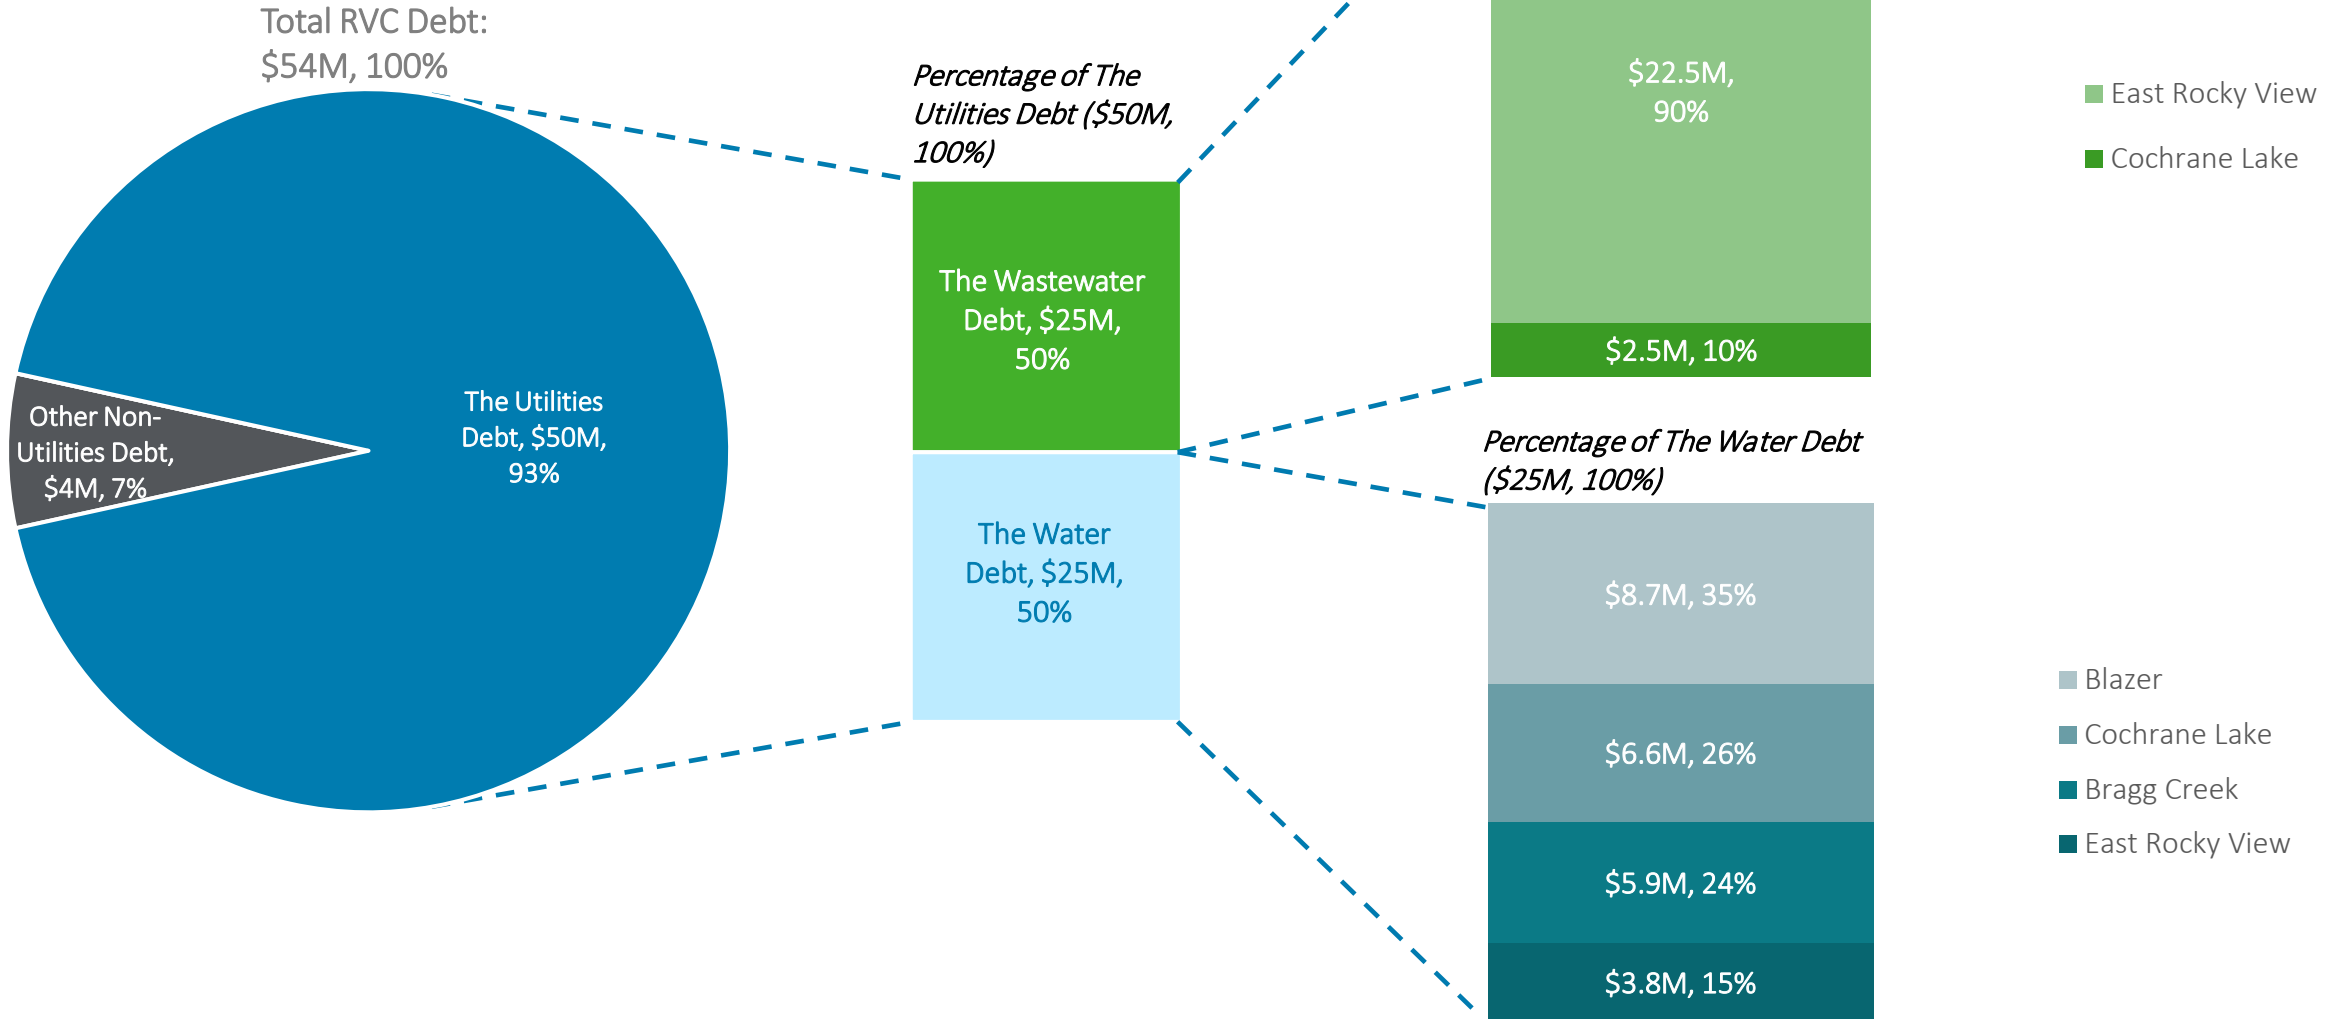 Total RVC Debt:
$54M, 100%
Other Non-
Utilities Debt,
$4M, 7%
The Utilities
Debt, $50M,
93%
Percentage of The
Utilities Debt ($50M,
100%)
The Wastewater
Debt, $25M,
50%
The Water
Debt, $25M,
50%
$22.5M,
90%
$2.5M, 10%
East Rocky View
Cochrane Lake
Percentage of The Water Debt
($25M, 100%)
$8.7M, 35%
$6.6M, 26%
$5.9M, 24%
$3.8M, 15%
Blazer
Cochrane Lake
Bragg Creek
East Rocky View